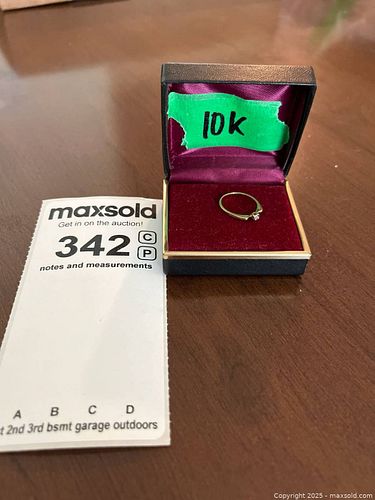 10K
maxsold
Get in on the auction!
342 C
P
notes and measurements
A B C D
t 2nd 3rd bsmt garage outdoors
Copyright 2025 - maxsold.com